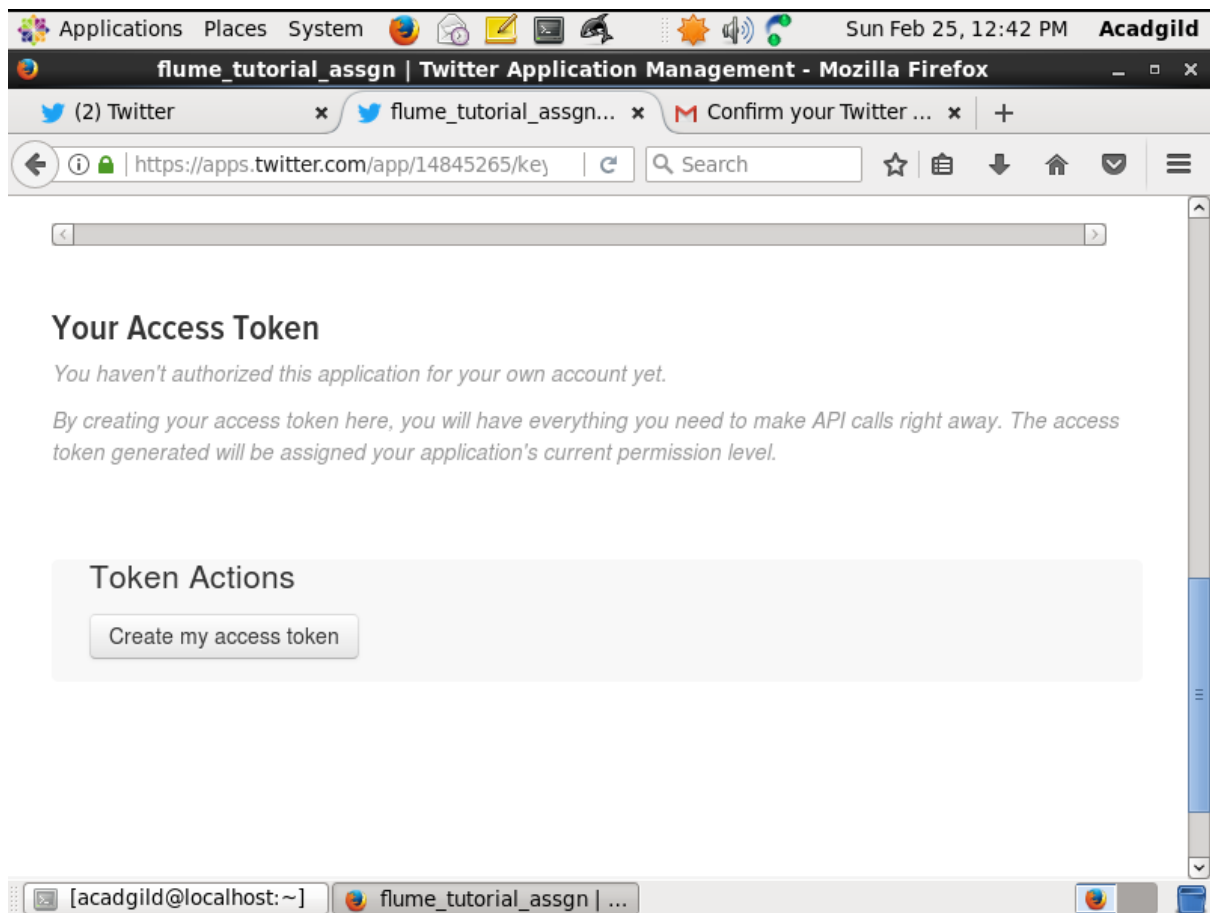 Applications Places System Sun Feb 25, 12:42 PM Acadgild
flume_tutorial_assgn | Twitter Application Management - Mozilla Firefox
(2) Twitter flume_tutorial_assgn... Confirm your Twitter ...
https://apps.twitter.com/app/14845265/key Search
Your Access Token
You haven't authorized this application for your own account yet.
By creating your access token here, you will have everything you need to make API calls right away. The access
token generated will be assigned your application's current permission level.
Token Actions
Create my access token
[acadgild@localhost:~] flume_tutorial_assgn | ...